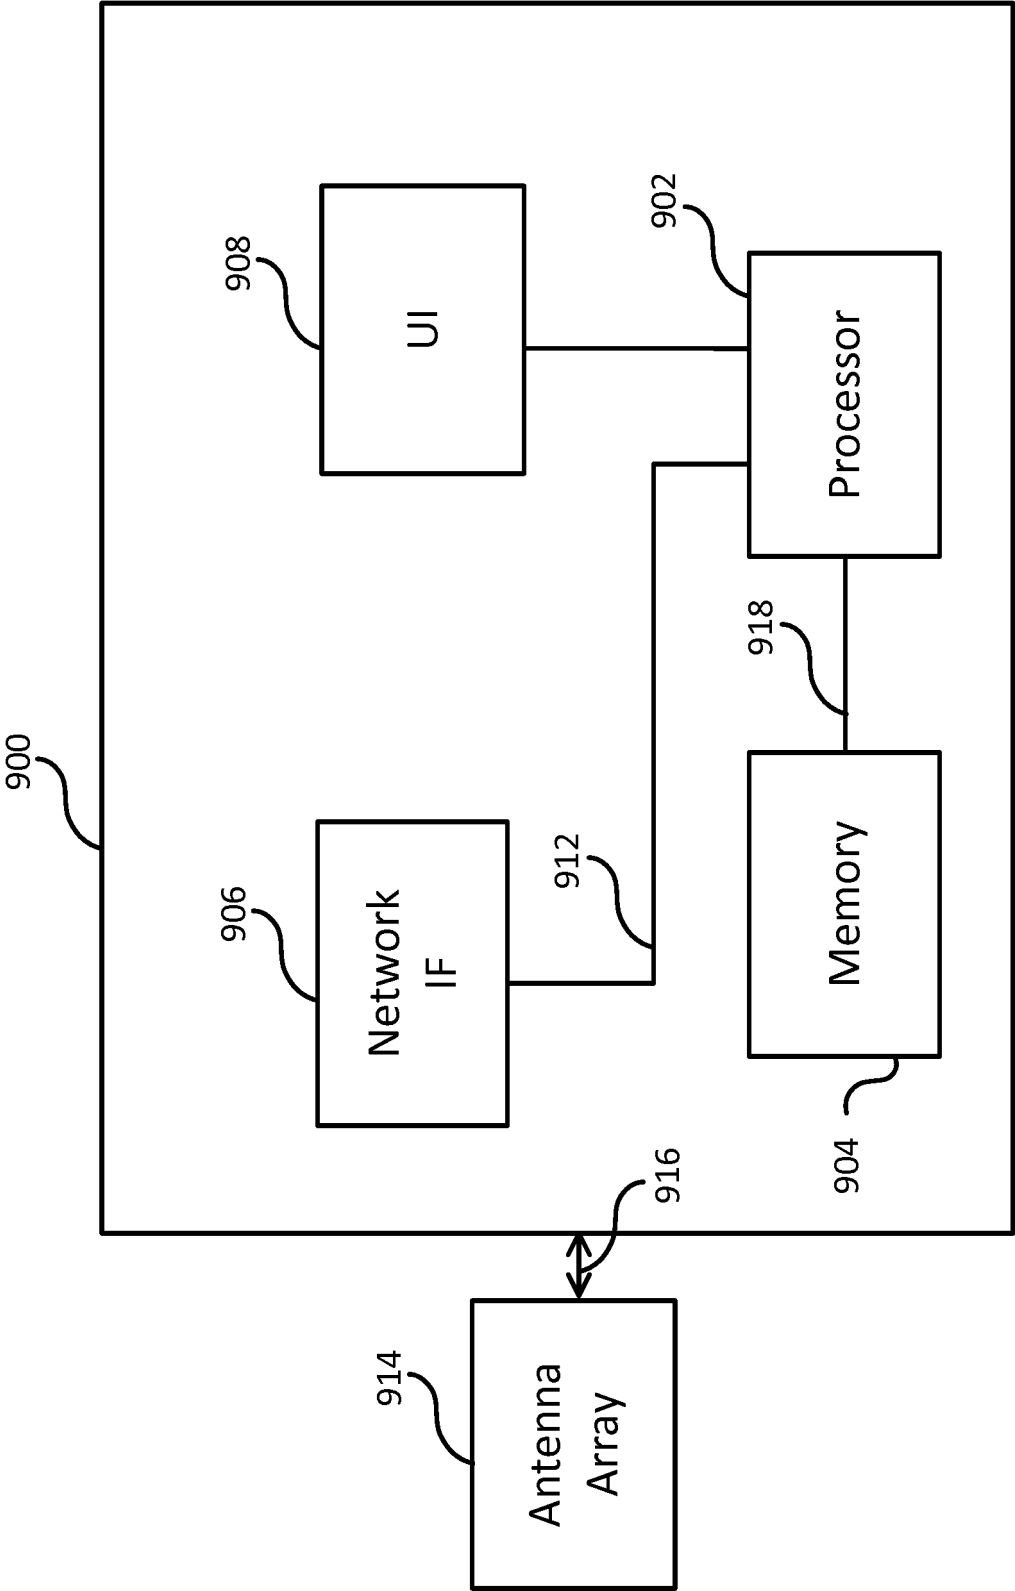 900
906
Network
IF
908
UI
912
914
Antenna
Array
916
904
Memory
918
902
Processor